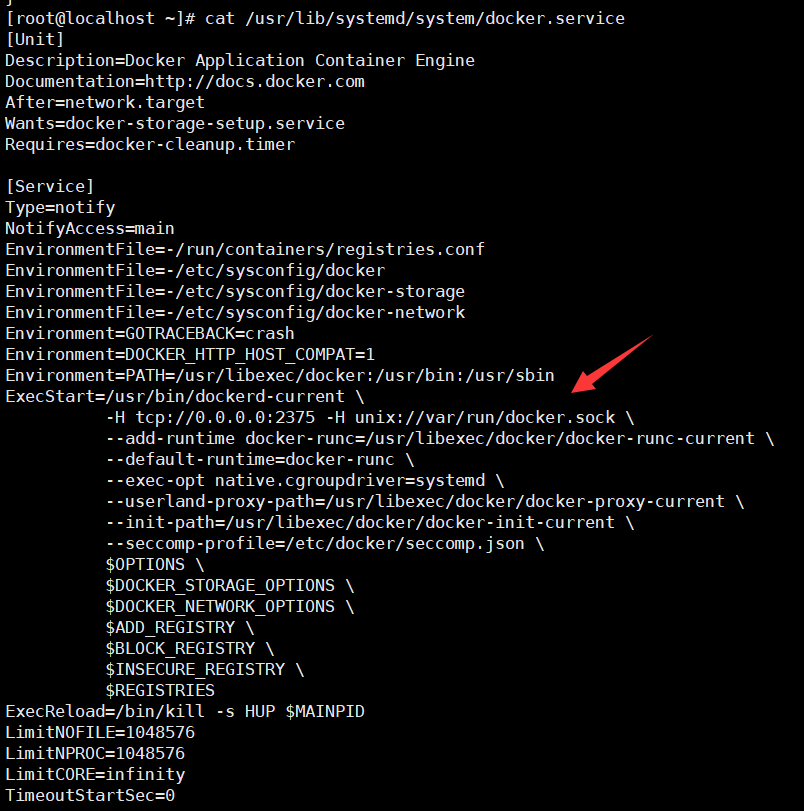 [root@localhost ~]# cat /usr/lib/systemd/system/docker.service
[Unit]
Description=Docker Application Container Engine
Documentation=http://docs.docker.com
After=network.target
Wants=docker-storage-setup.service
Requires=docker-cleanup.timer

[Service]
Type=notify
NotifyAccess=main
EnvironmentFile=-/run/containers/registries.conf
EnvironmentFile=-/etc/sysconfig/docker
EnvironmentFile=-/etc/sysconfig/docker-storage
EnvironmentFile=-/etc/sysconfig/docker-network
Environment=GOTRACEBACK=crash
Environment=DOCKER_HTTP_HOST_COMPAT=1
Environment=PATH=/usr/libexec/docker:/usr/bin:/usr/sbin
ExecStart=/usr/bin/dockerd-current \
          -H tcp://0.0.0.0:2375 -H unix://var/run/docker.sock \
          --add-runtime docker-runc=/usr/libexec/docker/docker-runc-current \
          --default-runtime=docker-runc \
          --exec-opt native.cgroupdriver=systemd \
          --userland-proxy-path=/usr/libexec/docker/docker-proxy-current \
          --init-path=/usr/libexec/docker/docker-init-current \
          --seccomp-profile=/etc/docker/seccomp.json \
          $OPTIONS \
          $DOCKER_STORAGE_OPTIONS \
          $DOCKER_NETWORK_OPTIONS \
          $ADD_REGISTRY \
          $BLOCK_REGISTRY \
          $INSECURE_REGISTRY \
          $REGISTRIES
ExecReload=/bin/kill -s HUP $MAINPID
LimitNOFILE=1048576
LimitNPROC=1048576
LimitCORE=infinity
TimeoutStartSec=0